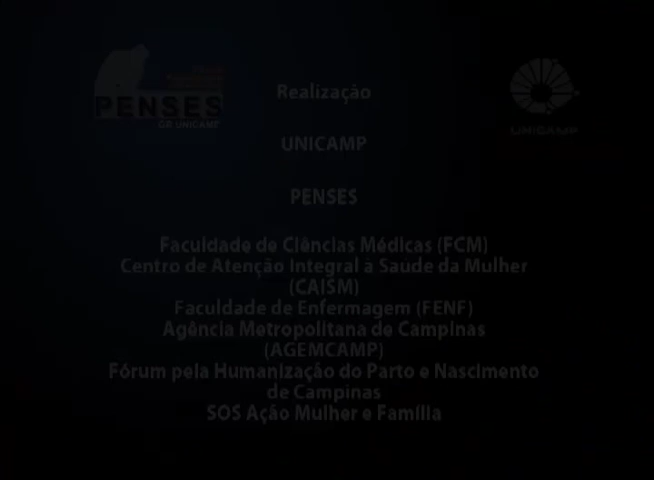 PENSES
GR UNICAMP
Realização
UNICAMP
UNICAMP
PENSES
Faculdade de Ciências Médicas (FCM)
Centro de Atenção Integral à Saúde da Mulher
(CAISM)
Faculdade de Enfermagem (FENF)
Agência Metropolitana de Campinas
(AGEMCAMP)
Fórum pela Humanização do Parto e Nascimento
de Campinas
SOS Ação Mulher e Família